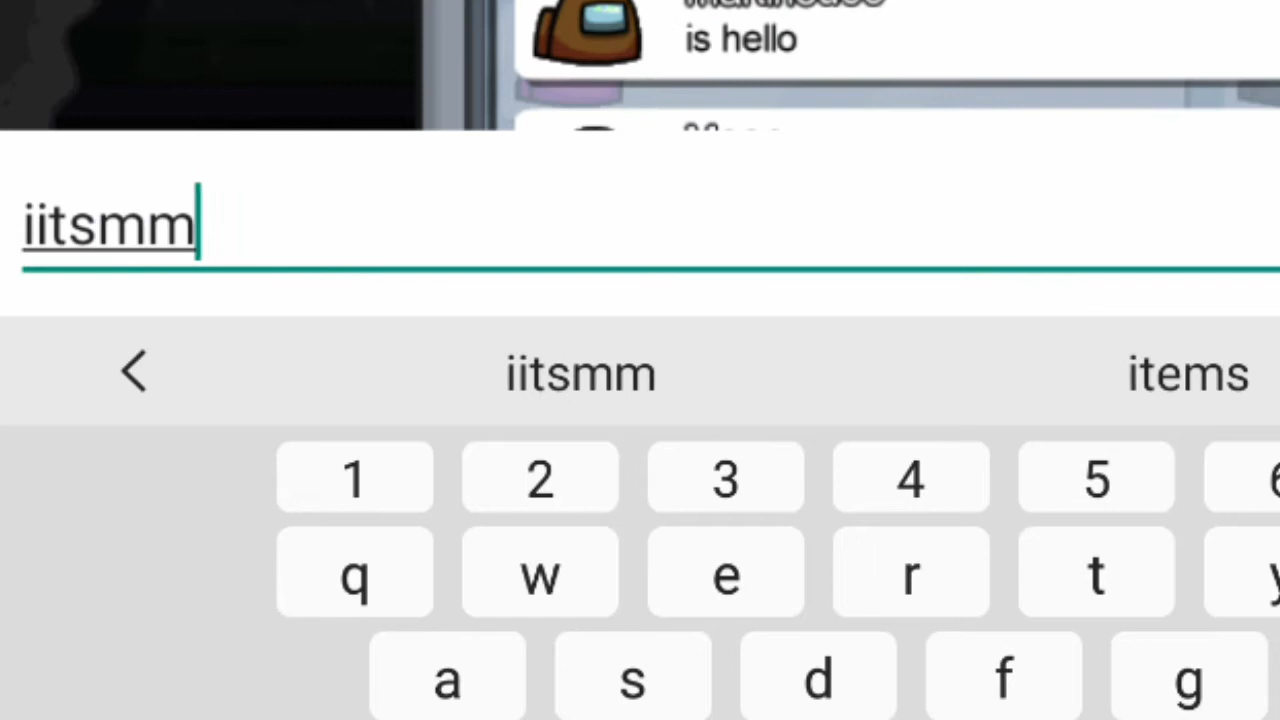 is hello
iitsmm
iitsmm items
1 2 3 4 5
q w e r t y
a s d f g